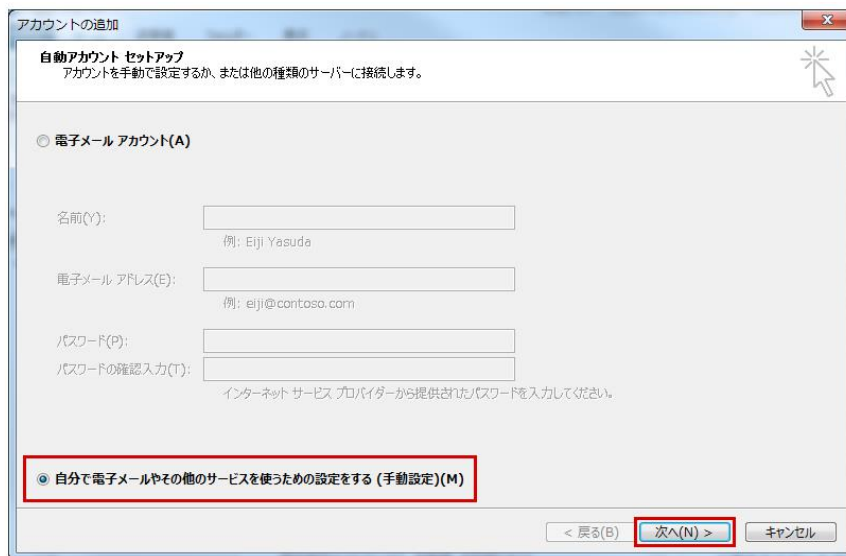 アカウントの追加
自動アカウント セットアップ
アカウントを手動で設定するか、または他の種類のサーバーに接続します。
電子メール アカウント(A)
名前(Y):
例: Eiji Yasuda
電子メール アドレス(E):
例: eiji@contoso.com
パスワード(P):
パスワードの確認入力(T):
インターネット サービス プロバイダーから提供されたパスワードを入力してください。
自分で電子メールやその他のサービスを使うための設定をする (手動設定)(M)
< 戻る(B) 次へ(N) > キャンセル